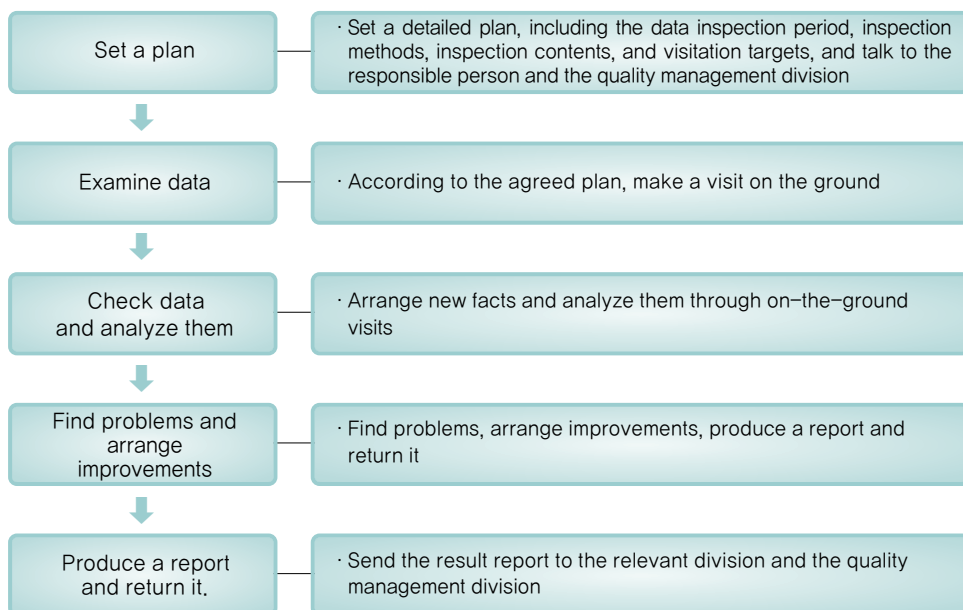 Set a plan
· Set a detailed plan, including the data inspection period, inspection
methods, inspection contents, and visitation targets, and talk to the
responsible person and the quality management division
Examine data
· According to the agreed plan, make a visit on the ground
Check data
and analyze them
· Arrange new facts and analyze them through on-the-ground
visits
Find problems and
arrange
improvements
· Find problems, arrange improvements, produce a report and
return it
Produce a report
and return it.
· Send the result report to the relevant division and the quality
management division